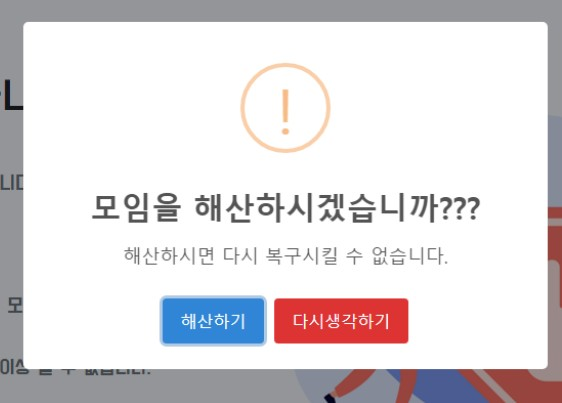 !
모임을 해산하시겠습니까???
해산하시면 다시 복구시킬 수 없습니다.
해산하기 다시생각하기
모